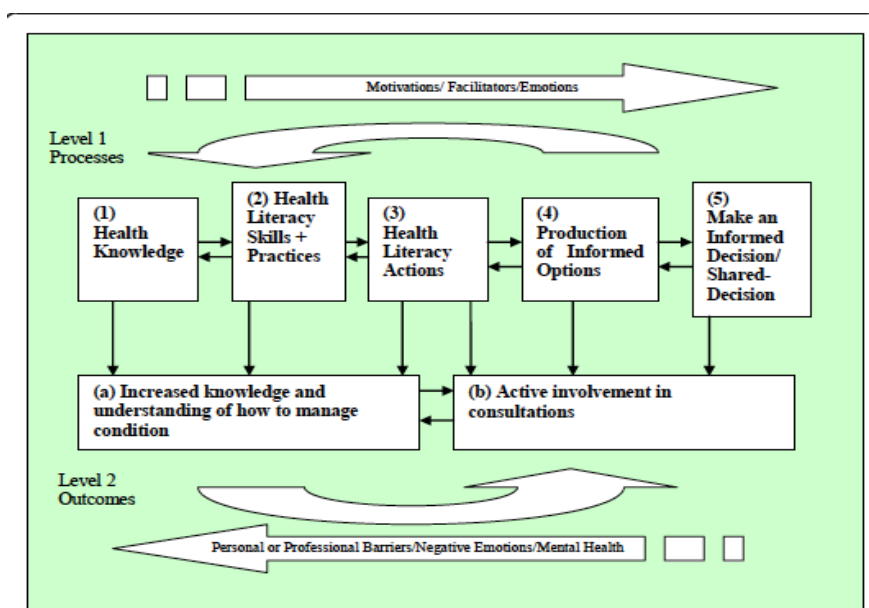 Motivations/ Facilitators/Emotions
Level 1
Processes
(1)
Health
Knowledge
(2) Health
Literacy
Skills +
Practices
(3)
Health
Literacy
Actions
(4)
Production
of Informed
Options
(5)
Make an
Informed
Decision/
Shared-
Decision
(a) Increased knowledge and
understanding of how to manage
condition
(b) Active involvement in
consultations
Level 2
Outcomes
Personal or Professional Barriers/Negative Emotions/Mental Health